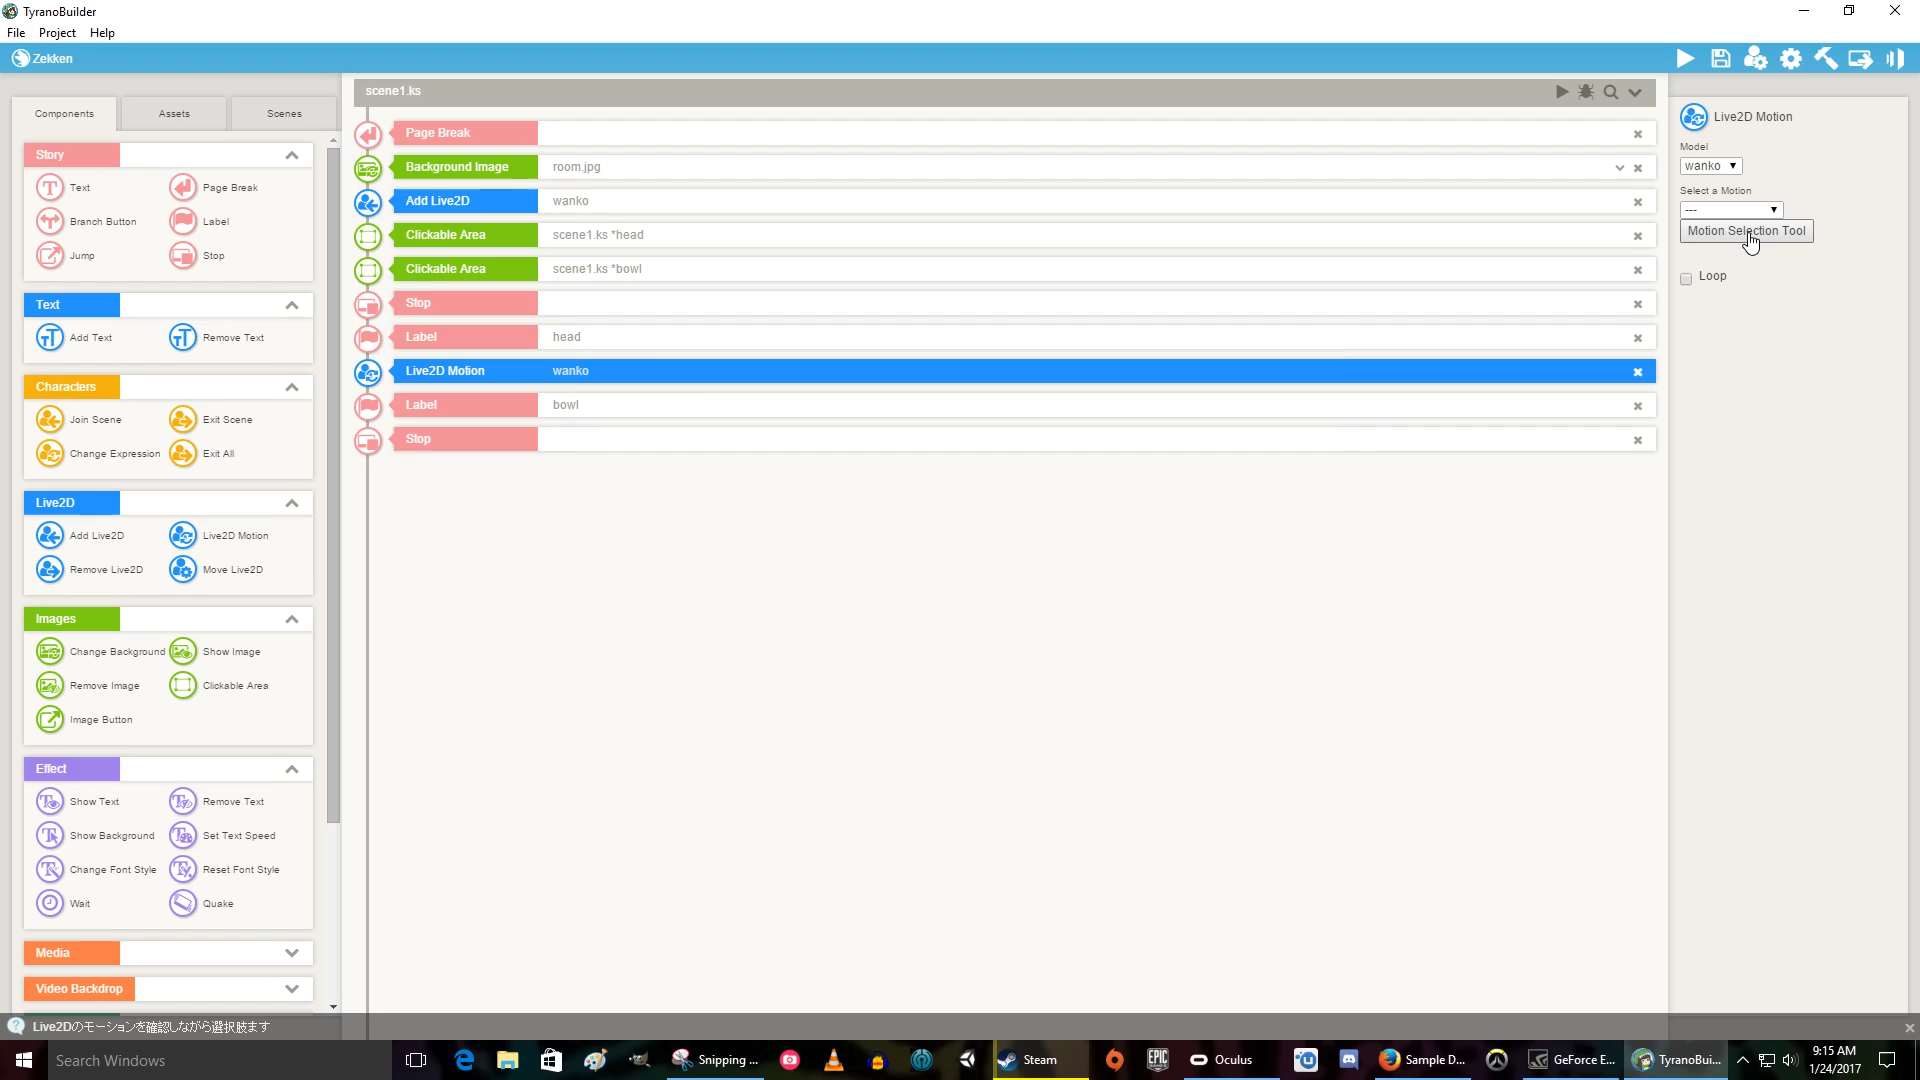 TyranoBuilder
File Project Help
Zekken
Components Assets Scenes
Story
Text Page Break
Branch Button Label
Jump Stop
Text
Add Text Remove Text
Characters
Join Scene Exit Scene
Change Expression Exit All
Live2D
Add Live2D Live2D Motion
Remove Live2D Move Live2D
Images
Change Background Show Image
Remove Image Clickable Area
Image Button
Effect
Show Text Remove Text
Show Background Set Text Speed
Change Font Style Reset Font Style
Wait Quake
Media
Video Backdrop
scene1.ks
Page Break
Background Image room.jpg
Add Live2D wanko
Clickable Area scene1.ks *head
Clickable Area scene1.ks *bowl
Stop
Label head
Live2D Motion wanko
Label bowl
Stop
Live2D Motion
Model
wanko
Select a Motion
---
Motion Selection Tool
Loop
Live2Dのモーションを確認しながら選択肢ます
Search Windows
Snipping ...
Steam
EPIC
GAMES
Oculus
Sample D...
GeForce E...
TyranoBui...
9:15 AM
1/24/2017